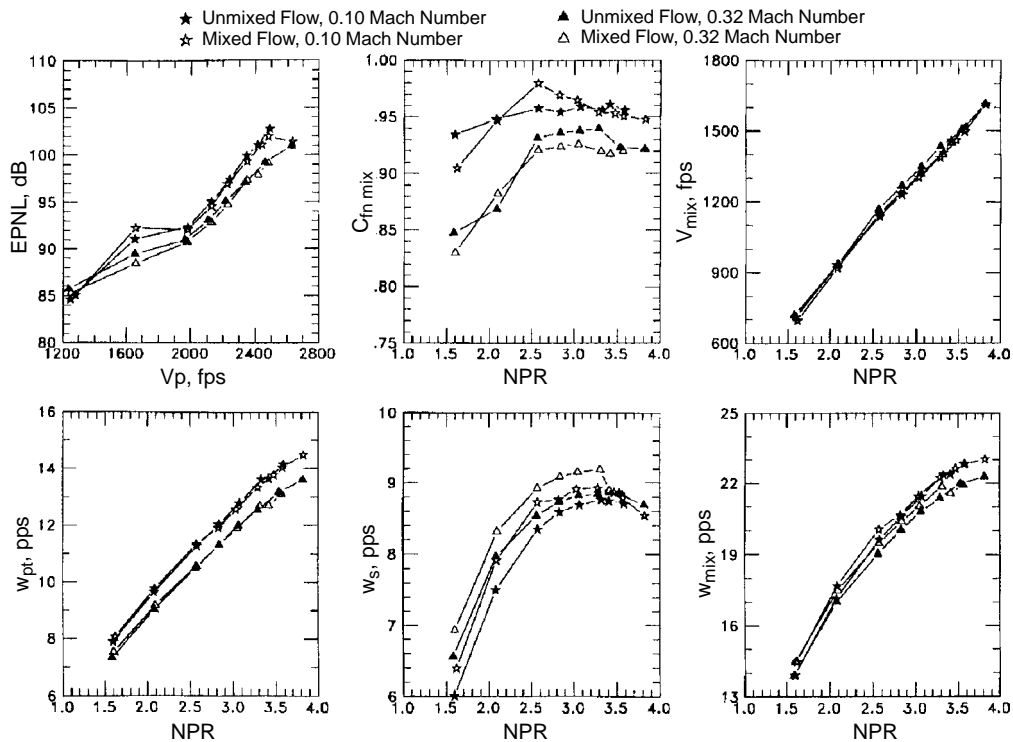 Unmixed Flow, 0.10 Mach Number
Unmixed Flow, 0.32 Mach Number
Mixed Flow, 0.10 Mach Number
Mixed Flow, 0.32 Mach Number
110
105
100
95
90
85
80
EPNL, dB
1200 1600 2000 2400 2800
Vp, fps
1.00
.95
.90
.85
.80
.75
C fn mix
1.0 1.5 2.0 2.5 3.0 3.5 4.0
NPR
1800
1500
1200
900
600
Vmix, fps
1.0 1.5 2.0 2.5 3.0 3.5 4.0
NPR
16
14
12
10
8
6
wpt, pps
1.0 1.5 2.0 2.5 3.0 3.5 4.0
NPR
10
9
8
7
6
ws, pps
1.0 1.5 2.0 2.5 3.0 3.5 4.0
NPR
25
22
19
16
13
wmix, pps
1.0 1.5 2.0 2.5 3.0 3.5 4.0
NPR